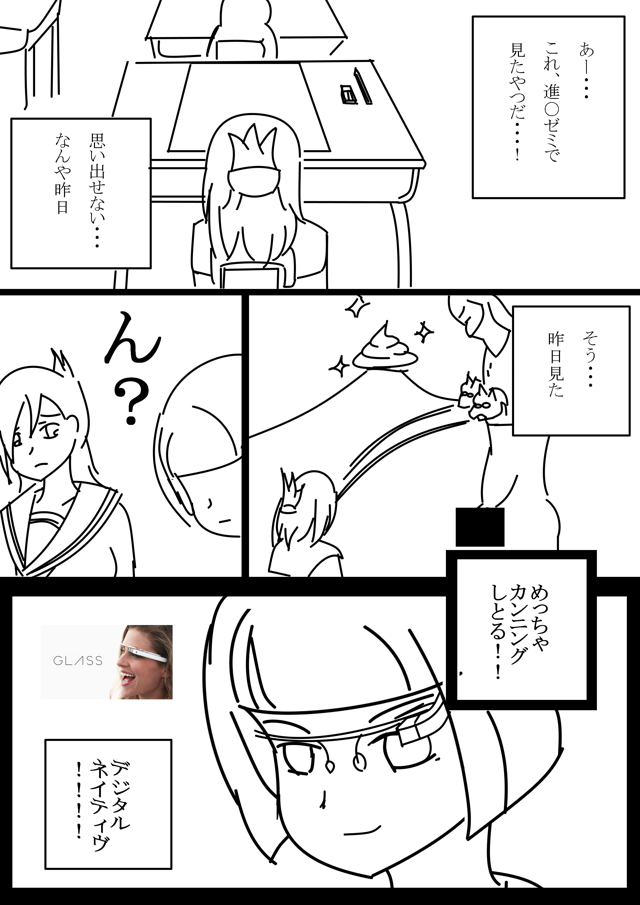 あー・・・
これ、進〇ゼミで
見たやつだ・・・！
思い出せない・・・
なんや昨日
そう・・・
昨日見た
ん？
めっちゃ
カンニング
しとる！！
GLASS
デジタル
ネイティヴ
！！！！